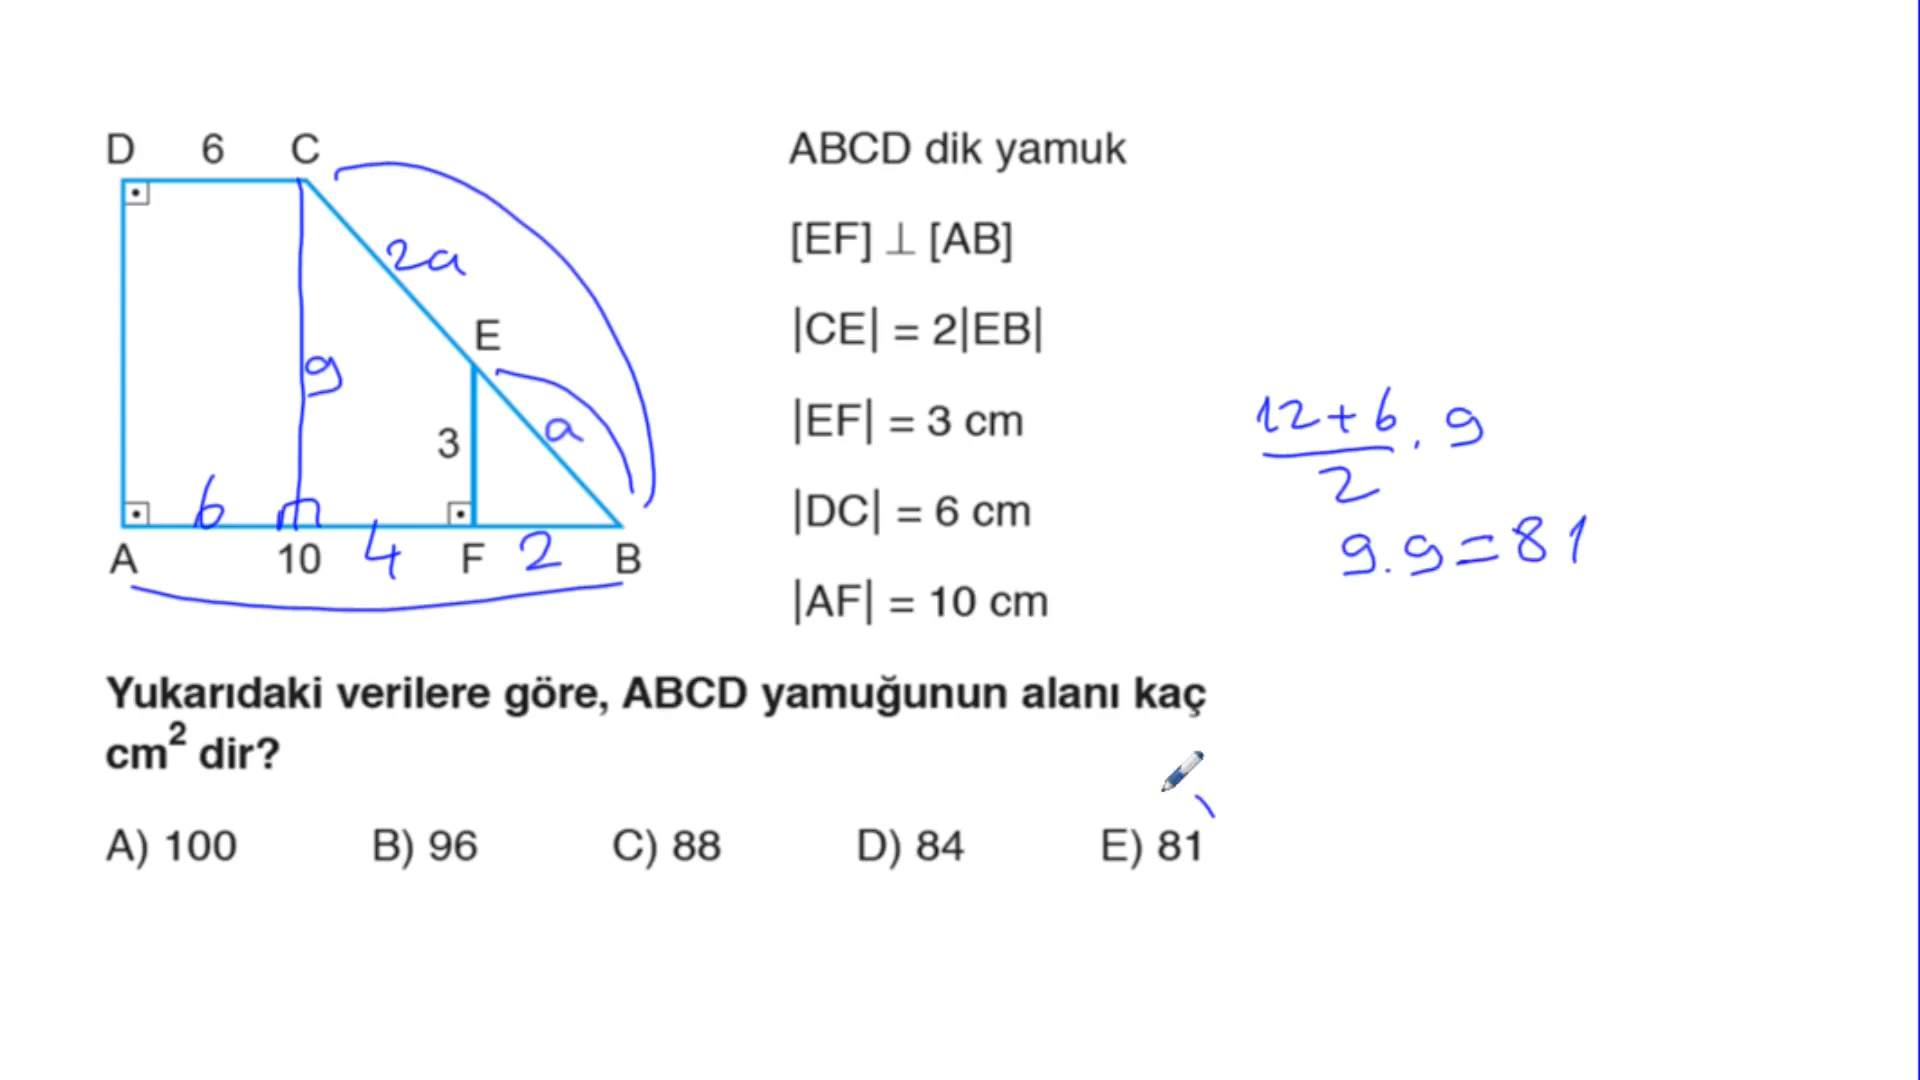 D 6 C
ABCD dik yamuk
[EF] ⊥ [AB]
2a
|CE| = 2|EB|
E
9
|EF| = 3 cm
3
a
12+6/2 . 9
|DC| = 6 cm
6
9.9=81
A 10 4 F 2 B
|AF| = 10 cm
Yukarıdaki verilere göre, ABCD yamuğunun alanı kaç
cm² dir?
A) 100 B) 96 C) 88 D) 84 E) 81